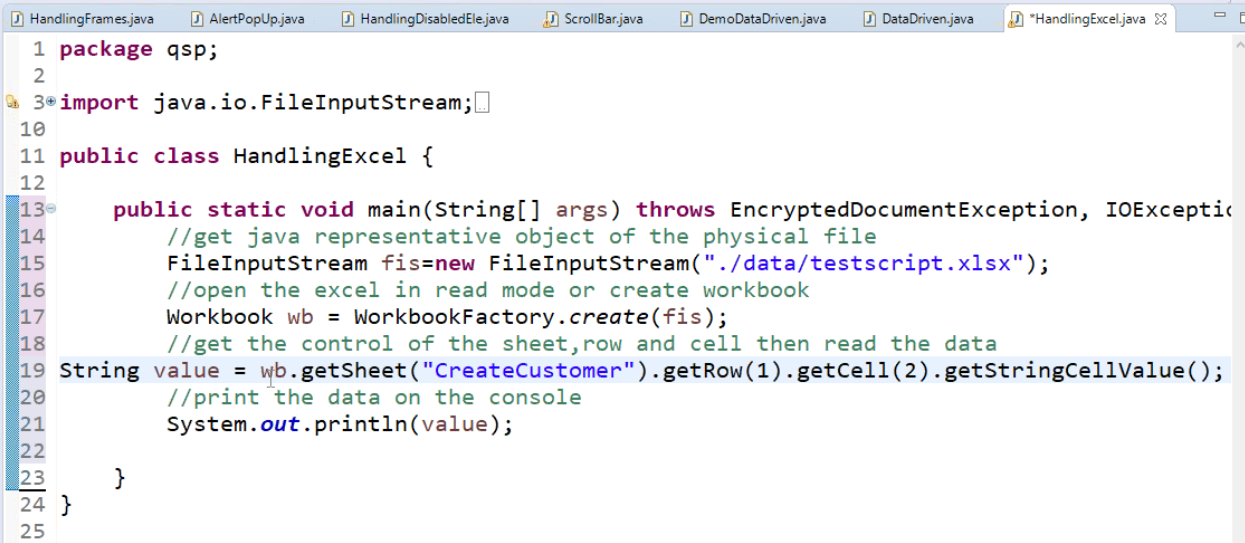 HandlingFrames.java AlertPopUp.java HandlingDisabledEle.java ScrollBar.java DemoDataDriven.java DataDriven.java *HandlingExcel.java
1 package qsp;
2
3 import java.io.FileInputStream;
10
11 public class HandlingExcel {
12
13 public static void main(String[] args) throws EncryptedDocumentException, IOExceptio
14 //get java representative object of the physical file
15 FileInputStream fis=new FileInputStream("./data/testscript.xlsx");
16 //open the excel in read mode or create workbook
17 Workbook wb = WorkbookFactory.create(fis);
18 //get the control of the sheet,row and cell then read the data
19 String value = wb.getSheet("CreateCustomer").getRow(1).getCell(2).getStringCellValue();
20 //print the data on the console
21 System.out.println(value);
22
23 }
24 }
25